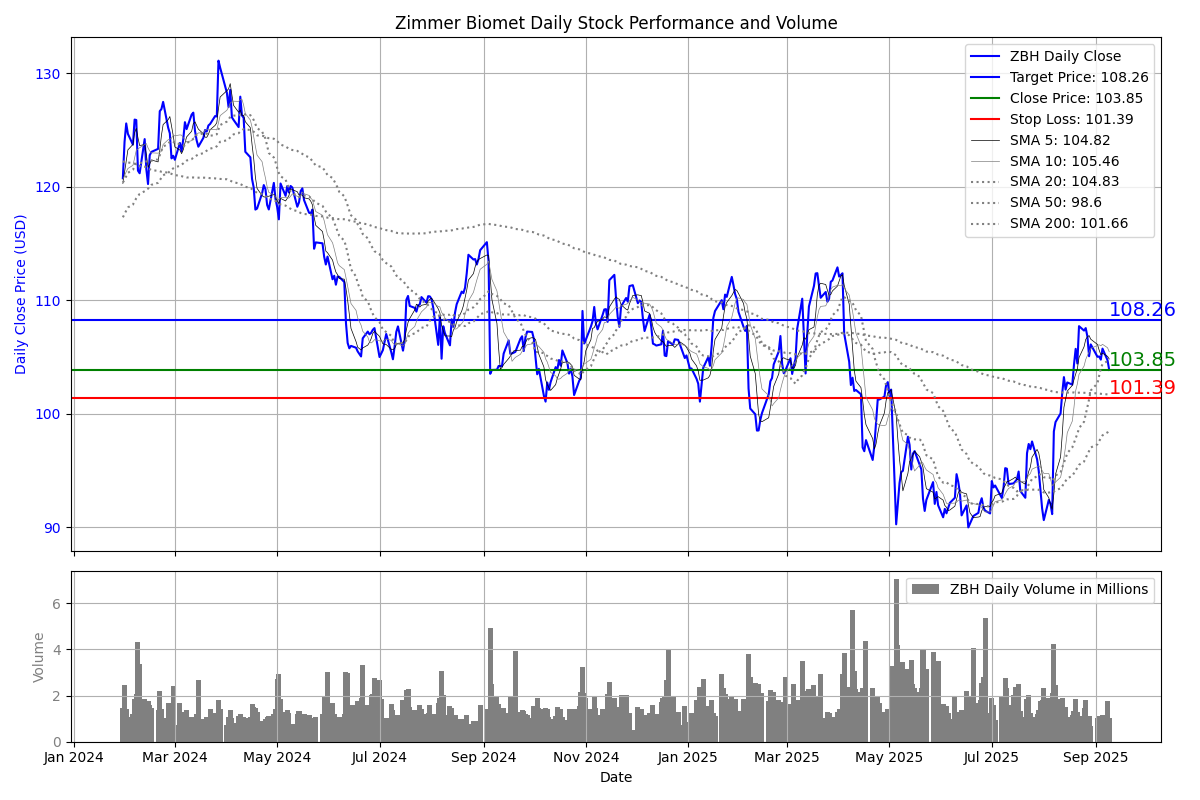 Zimmer Biomet Daily Stock Performance and Volume
Daily Close Price (USD)
130
120
110
100
90
ZBH Daily Close
Target Price: 108.26
Close Price: 103.85
Stop Loss: 101.39
SMA 5: 104.82
SMA 10: 105.46
SMA 20: 104.83
SMA 50: 98.6
SMA 200: 101.66
108.26
103.85
101.39
Volume
6
4
2
0
ZBH Daily Volume in Millions
Jan 2024 Mar 2024 May 2024 Jul 2024 Sep 2024 Nov 2024 Jan 2025 Mar 2025 May 2025 Jul 2025 Sep 2025
Date